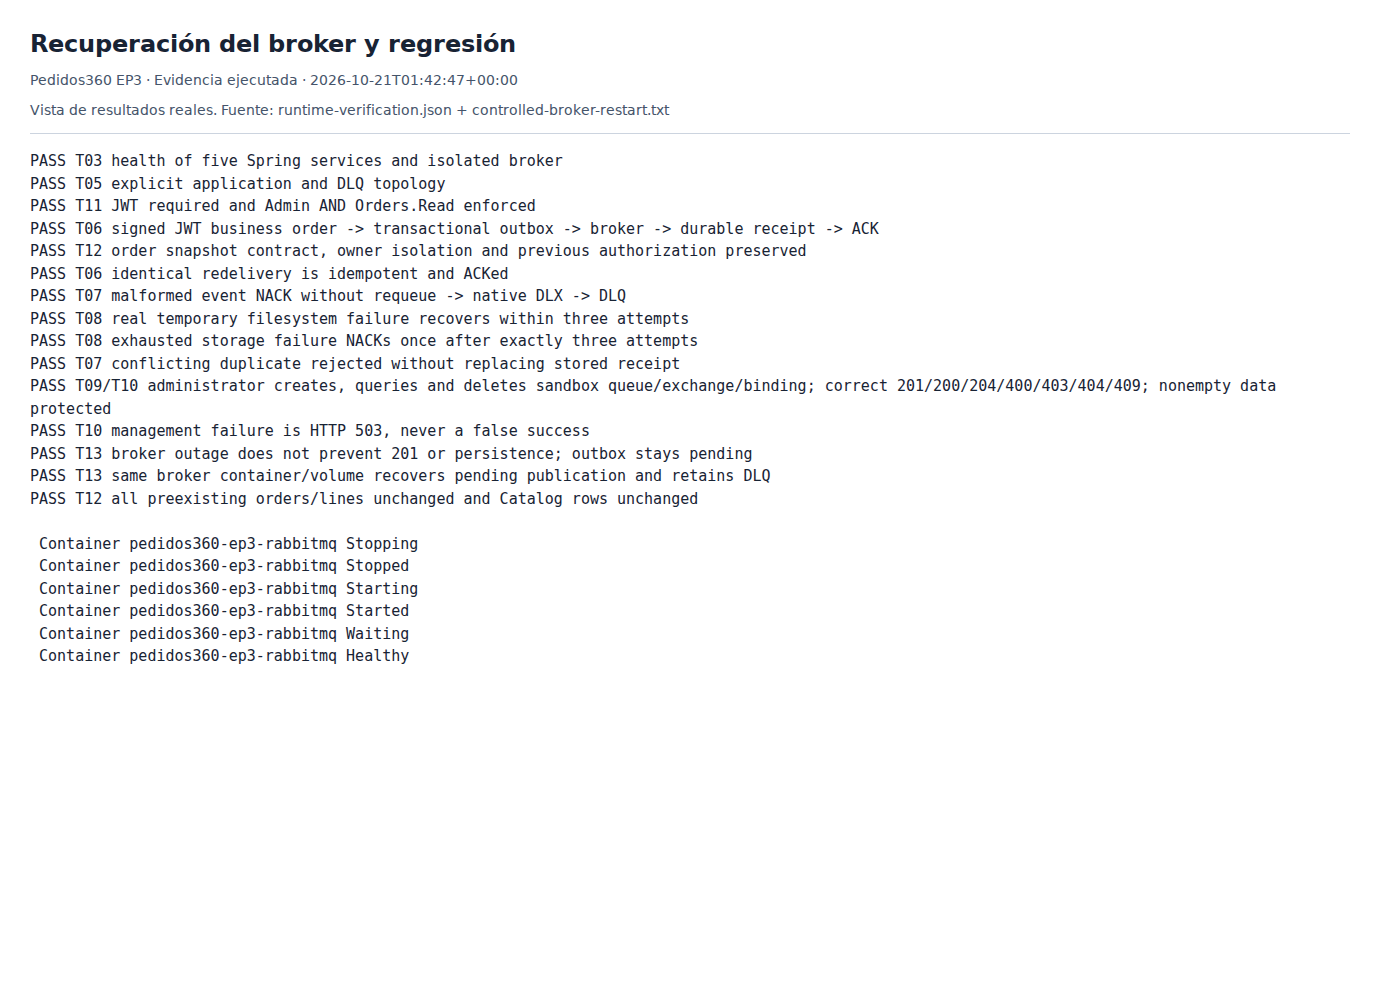 Recuperación del broker y regresión
Pedidos360 EP3 · Evidencia ejecutada · 2026-10-21T01:42:47+00:00
Vista de resultados reales. Fuente: runtime-verification.json + controlled-broker-restart.txt
PASS T03 health of five Spring services and isolated broker
PASS T05 explicit application and DLQ topology
PASS T11 JWT required and Admin AND Orders.Read enforced
PASS T06 signed JWT business order -> transactional outbox -> broker -> durable receipt -> ACK
PASS T12 order snapshot contract, owner isolation and previous authorization preserved
PASS T06 identical redelivery is idempotent and ACKed
PASS T07 malformed event NACK without requeue -> native DLX -> DLQ
PASS T08 real temporary filesystem failure recovers within three attempts
PASS T08 exhausted storage failure NACKs once after exactly three attempts
PASS T07 conflicting duplicate rejected without replacing stored receipt
PASS T09/T10 administrator creates, queries and deletes sandbox queue/exchange/binding; correct 201/200/204/400/403/404/409; nonempty data
protected
PASS T10 management failure is HTTP 503, never a false success
PASS T13 broker outage does not prevent 201 or persistence; outbox stays pending
PASS T13 same broker container/volume recovers pending publication and retains DLQ
PASS T12 all preexisting orders/lines unchanged and Catalog rows unchanged
Container pedidos360-ep3-rabbitmq Stopping
Container pedidos360-ep3-rabbitmq Stopped
Container pedidos360-ep3-rabbitmq Starting
Container pedidos360-ep3-rabbitmq Started
Container pedidos360-ep3-rabbitmq Waiting
Container pedidos360-ep3-rabbitmq Healthy